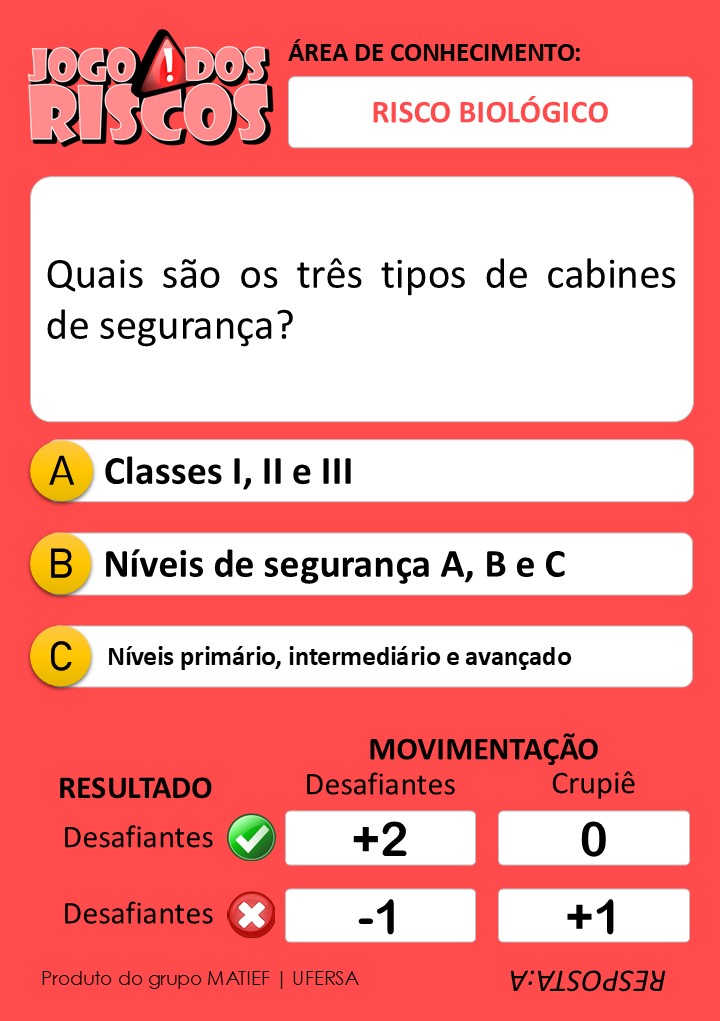 JOGO DOS
RISCOS
ÁREA DE CONHECIMENTO:
RISCO BIOLÓGICO
Quais são os três tipos de cabines
de segurança?
A Classes I, II e III
B Níveis de segurança A, B e C
C Níveis primário, intermediário e avançado
MOVIMENTAÇÃO
RESULTADO Desafiantes Crupiê
Desafiantes +2 0
Desafiantes -1 +1
Produto do grupo MATIEF | UFERSA
RESPOSTA:A